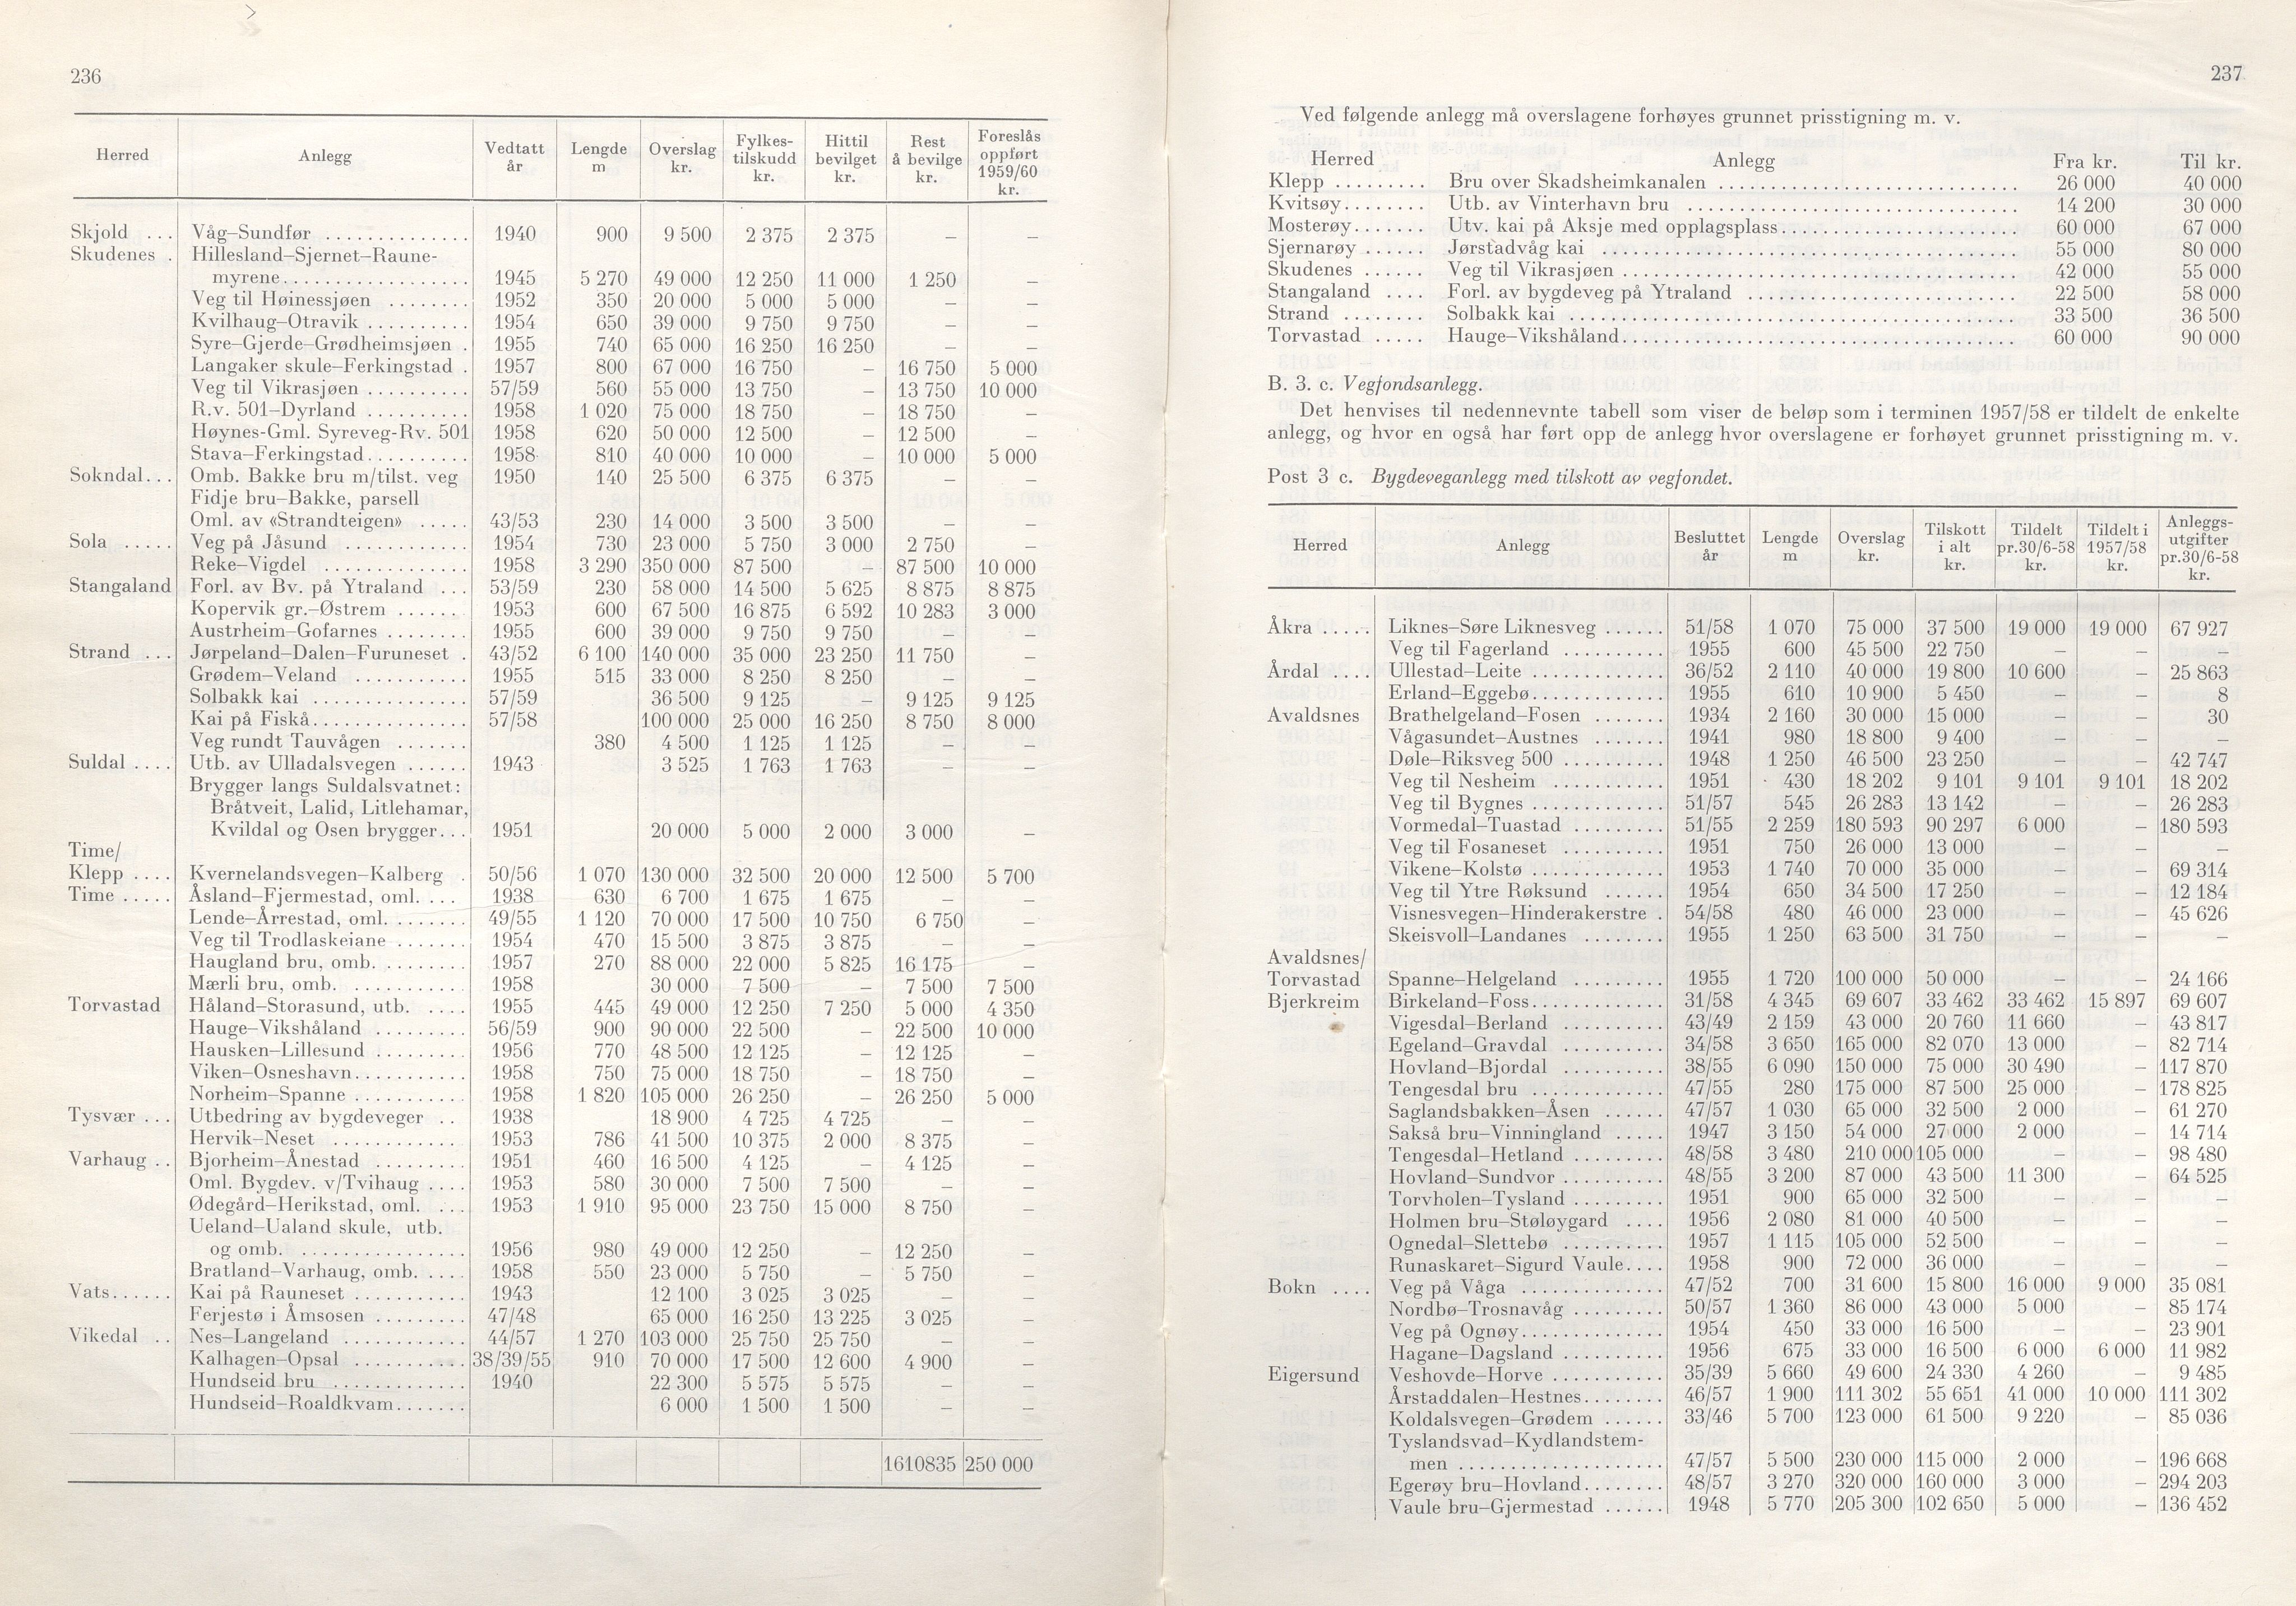 236
Herred Anlegg Vedtatt år Lengde m Overslag kr. Fylkes-tilskudd kr. Hittil bevilget kr. Rest å bevilge kr. Foreslås oppført 1959/60 kr.
Skjold ... Våg–Sundfør .............. 1940 900 9 500 2 375 2 375 – –
Skudenes . Hillesland–Sjernet–Raune-
myrene.................. 1945 5 270 49 000 12 250 11 000 1 250 –
Veg til Høinessjøen ........ 1952 350 20 000 5 000 5 000 – –
Kvilhaug–Otravik .......... 1954 650 39 000 9 750 9 750 – –
Syre–Gjerde–Grødheimsjøen . 1955 740 65 000 16 250 16 250 – –
Langaker skule–Ferkingstad . 1957 800 67 000 16 750 – 16 750 5 000
Veg til Vikrasjøen .......... 57/59 560 55 000 13 750 – 13 750 10 000
R.v. 501–Dyrland .......... 1958 1 020 75 000 18 750 – 18 750 –
Høynes-Gml. Syreveg-Rv. 501 1958 620 50 000 12 500 – 12 500 –
Stava–Ferkingstad.......... 1958 810 40 000 10 000 – 10 000 5 000
Sokndal... Omb. Bakke bru m/tilst. veg 1950 140 25 500 6 375 6 375 – –
Fidje bru–Bakke, parsell
Oml. av «Strandteigen» ..... 43/53 230 14 000 3 500 3 500 – –
Sola ..... Veg på Jåsund ............ 1954 730 23 000 5 750 3 000 2 750 –
Reke–Vigdel .............. 1958 3 290 350 000 87 500 – 87 500 10 000
Stangaland Forl. av Bv. på Ytraland ... 53/59 230 58 000 14 500 5 625 8 875 8 875
Kopervik gr.–Østrem ...... 1953 600 67 500 16 875 6 592 10 283 3 000
Austrheim–Gofarnes ........ 1955 600 39 000 9 750 9 750 – –
Strand ... Jørpeland–Dalen–Furuneset . 43/52 6 100 140 000 35 000 23 250 11 750 –
Grødem–Veland ........... 1955 515 33 000 8 250 8 250 – –
Solbakk kai ............... 57/59 36 500 9 125 – 9 125 9 125
Kai på Fiskå............... 57/58 100 000 25 000 16 250 8 750 8 000
Veg rundt Tauvågen ....... 380 4 500 1 125 1 125 – –
Suldal .... Utb. av Ulladalsvegen ...... 1943 3 525 1 763 1 763 – –
Brygger langs Suldalsvatnet:
Bråtveit, Lalid, Litlehamar,
Kvildal og Osen brygger... 1951 20 000 5 000 2 000 3 000 –
Time/
Klepp .... Kvernelandsvegen–Kalberg . 50/56 1 070 130 000 32 500 20 000 12 500 5 700
Time ..... Åsland–Fjermestad, oml. ... 1938 630 6 700 1 675 1 675 – –
Lende–Årrestad, oml. ....... 49/55 1 120 70 000 17 500 10 750 6 750 –
Veg til Trodlaskeiane ....... 1954 470 15 500 3 875 3 875 – –
Haugland bru, omb. ........ 1957 270 88 000 22 000 5 825 16 175 –
Mærli bru, omb. ........... 1958 30 000 7 500 – 7 500 7 500
Torvastad Håland–Storasund, utb. .... 1955 445 49 000 12 250 7 250 5 000 4 350
Hauge–Vikshåland ......... 56/59 900 90 000 22 500 – 22 500 10 000
Hausken–Lillesund ......... 1956 770 48 500 12 125 – 12 125 –
Viken–Osneshavn........... 1958 750 75 000 18 750 – 18 750 –
Norheim–Spanne ........... 1958 1 820 105 000 26 250 – 26 250 5 000
Tysvær ... Utbedring av bygdeveger .. 1938 18 900 4 725 4 725 – –
Hervik–Neset ............ 1953 786 41 500 10 375 2 000 8 375 –
Varhaug .. Bjorheim–Ånestad ......... 1951 460 16 500 4 125 – 4 125 –
Oml. Bygdev. v/Tvihaug .... 1953 580 30 000 7 500 7 500 – –
Ødegård–Herikstad, oml. ... 1953 1 910 95 000 23 750 15 000 8 750 –
Ueland–Ualand skule, utb.
og omb. ................ 1956 980 49 000 12 250 – 12 250 –
Bratland–Varhaug, omb. .... 1958 550 23 000 5 750 – 5 750 –
Vats...... Kai på Rauneset ........... 1943 12 100 3 025 3 025 – –
Ferjestø i Åmsosen ......... 47/48 65 000 16 250 13 225 3 025 –
Vikedal .. Nes–Langeland ............ 44/57 1 270 103 000 25 750 25 750 – –
Kalhagen–Opsal ........... 38/39/55 910 70 000 17 500 12 600 4 900 –
Hundseid bru ............. 1940 22 300 5 575 5 575 – –
Hundseid–Roaldkvam....... 6 000 1 500 1 500 – –
1610835 250 000
237
Ved følgende anlegg må overslagene forhøyes grunnet prisstigning m. v.
Herred Anlegg Fra kr. Til kr.
Klepp ......... Bru over Skadsheimkanalen ............................ 26 000 40 000
Kvitsøy........ Utb. av Vinterhavn bru ............................... 14 200 30 000
Mosterøy....... Utv. kai på Aksje med opplagsplass...................... 60 000 67 000
Sjernarøy ...... Jørstadvåg kai ....................................... 55 000 80 000
Skudenes ...... Veg til Vikrasjøen .................................... 42 000 55 000
Stangaland .... Forl. av bygdeveg på Ytraland ......................... 22 500 58 000
Strand ........ Solbakk kai ......................................... 33 500 36 500
Torvastad ..... Hauge–Vikshåland.................................... 60 000 90 000
B. 3. c. Vegfondsanlegg.
Det henvises til nedennevnte tabell som viser de beløp som i terminen 1957/58 er tildelt de enkelte
anlegg, og hvor en også har ført opp de anlegg hvor overslagene er forhøyet grunnet prisstigning m. v.
Post 3 c. Bygdeveganlegg med tilskott av vegfondet.
Herred Anlegg Besluttet år Lengde m Overslag kr. Tilskott i alt kr. Tildelt pr.30/6-58 kr. Tildelt i 1957/58 kr. Anleggs-utgifter pr.30/6-58 kr.
Åkra ..... Liknes–Søre Liknesveg ...... 51/58 1 070 75 000 37 500 19 000 19 000 67 927
Veg til Fagerland .......... 1955 600 45 500 22 750 – – –
Årdal .... Ullestad–Leite ............. 36/52 2 110 40 000 19 800 10 600 – 25 863
Erland–Eggebø............. 1955 610 10 900 5 450 – – 8
Avaldsnes Brathelgeland–Fosen ....... 1934 2 160 30 000 15 000 – – 30
Vågasundet–Austnes ....... 1941 980 18 800 9 400 – – –
Døle–Riksveg 500 .......... 1948 1 250 46 500 23 250 – – 42 747
Veg til Nesheim ........... 1951 430 18 202 9 101 9 101 9 101 18 202
Veg til Bygnes ............. 51/57 545 26 283 13 142 – – 26 283
Vormedal–Tuastad ......... 51/55 2 259 180 593 90 297 6 000 – 180 593
Veg til Fosaneset .......... 1951 750 26 000 13 000 – – –
Vikene–Kolstø ............. 1953 1 740 70 000 35 000 – – 69 314
Veg til Ytre Røksund ...... 1954 650 34 500 17 250 – – 12 184
Visnesvegen–Hinderakerstre . 54/58 480 46 000 23 000 – – 45 626
Skeisvoll–Landanes ........ 1955 1 250 63 500 31 750 – – –
Avaldsnes/
Torvastad Spanne–Helgeland ......... 1955 1 720 100 000 50 000 – – 24 166
Bjerkreim Birkeland–Foss............. 31/58 4 345 69 607 33 462 33 462 15 897 69 607
Vigesdal–Berland .......... 43/49 2 159 43 000 20 760 11 660 – 43 817
Egeland–Gravdal .......... 34/58 3 650 165 000 82 070 13 000 – 82 714
Hovland–Bjordal .......... 38/55 6 090 150 000 75 000 30 490 – 117 870
Tengesdal bru ............. 47/55 280 175 000 87 500 25 000 – 178 825
Saglandsbakken–Åsen ...... 47/57 1 030 65 000 32 500 2 000 – 61 270
Sakså bru–Vinningland ..... 1947 3 150 54 000 27 000 2 000 – 14 714
Tengesdal–Hetland ......... 48/58 3 480 210 000 105 000 – – 98 480
Hovland–Sundvor .......... 48/55 3 200 87 000 43 500 11 300 – 64 525
Torvholen–Tysland ......... 1951 900 65 000 32 500 – – –
Holmen bru–Støløygard .... 1956 2 080 81 000 40 500 – – –
Ognedal–Slettebø .......... 1957 1 115 105 000 52 500 – – –
Runaskaret–Sigurd Vaule.... 1958 900 72 000 36 000 – – –
Bokn .... Veg på Våga .............. 47/52 700 31 600 15 800 16 000 9 000 35 081
Nordbø–Trosnavåg ......... 50/57 1 360 86 000 43 000 5 000 – 85 174
Veg på Ognøy.............. 1954 450 33 000 16 500 – – 23 901
Hagane–Dagsland .......... 1956 675 33 000 16 500 6 000 6 000 11 982
Eigersund Veshovde–Horve ........... 35/39 5 660 49 600 24 330 4 260 – 9 485
Årstaddalen–Hestnes........ 46/57 1 900 111 302 55 651 41 000 10 000 111 302
Koldalsvegen–Grødem ...... 33/46 5 700 123 000 61 500 9 220 – 85 036
Tyslandsvad–Kydlandstem-
men .................... 47/57 5 500 230 000 115 000 2 000 – 196 668
Egerøy bru–Hovland........ 48/57 3 270 320 000 160 000 3 000 – 294 203
Vaule bru–Gjermestad ...... 1948 5 770 205 300 102 650 5 000 – 136 452